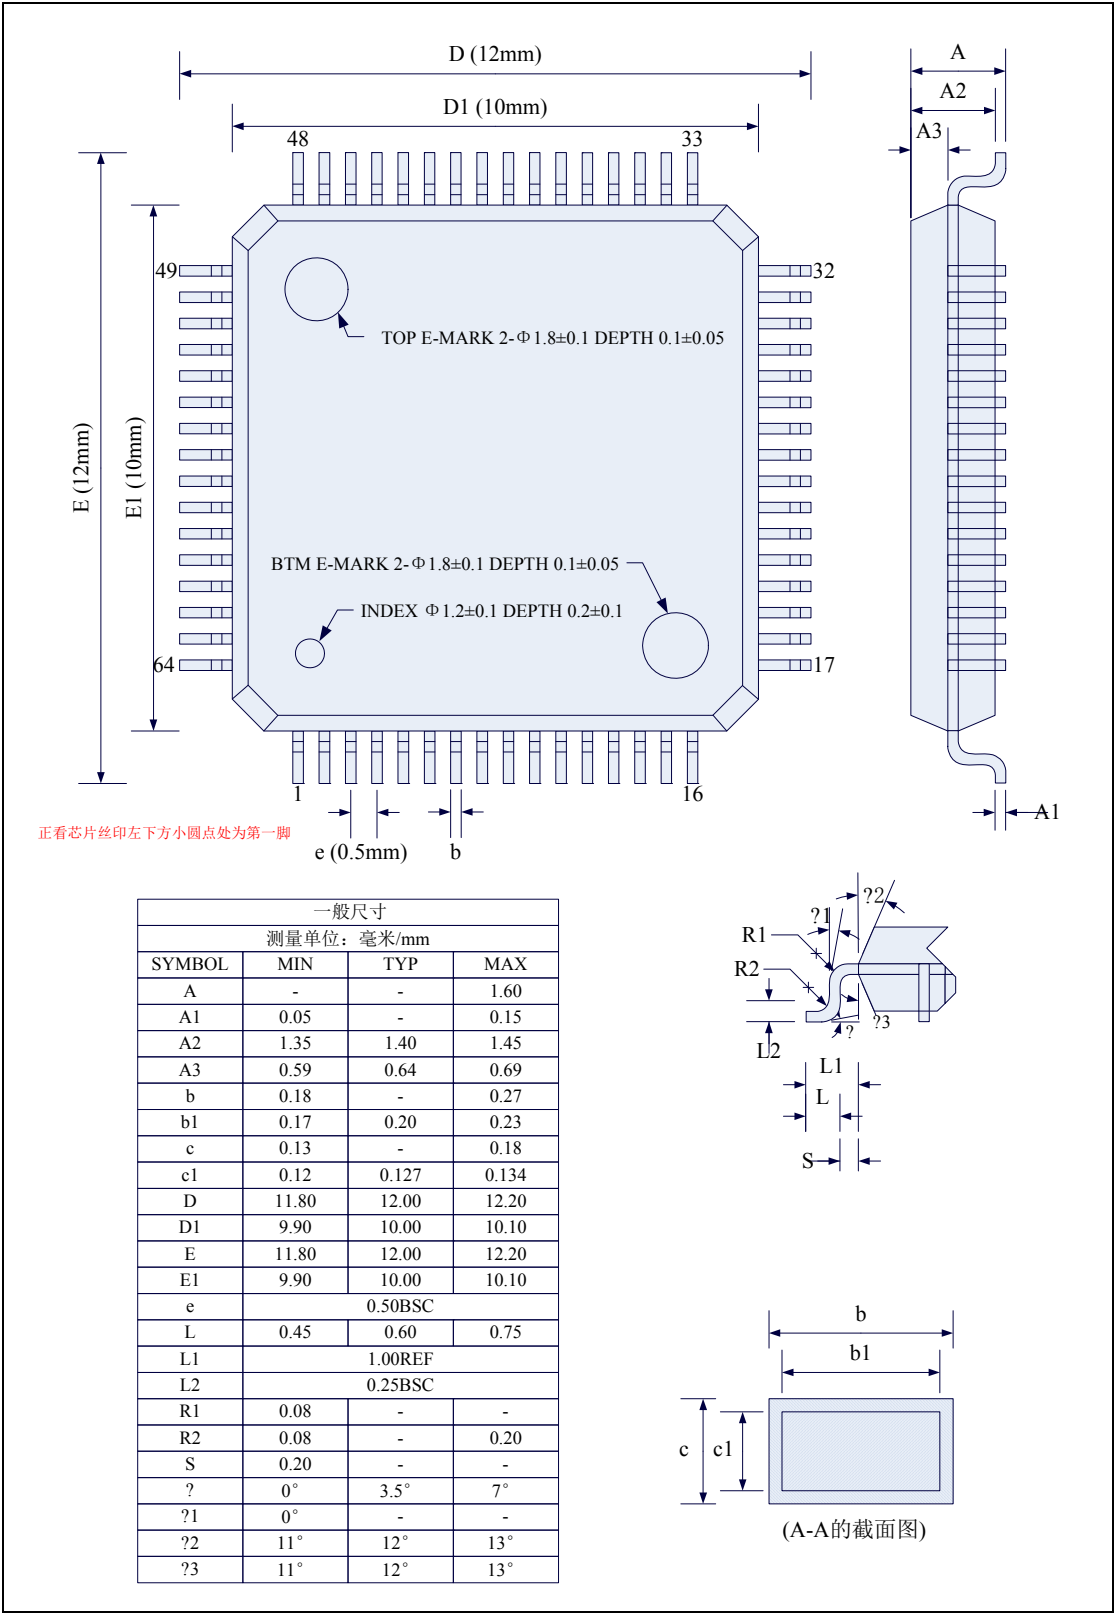 D (12mm)
D1 (10mm)
A
A2
A3
48
33
49
32
TOP E-MARK 2-Φ1.8±0.1 DEPTH 0.1±0.05
E (12mm)
E1 (10mm)
BTM E-MARK 2-Φ1.8±0.1 DEPTH 0.1±0.05
INDEX Φ1.2±0.1 DEPTH 0.2±0.1
64
17
1
16
A1
正看芯片丝印左下方小圆点处为第一脚
e (0.5mm)
b
一般尺寸
测量单位：毫米/mm
SYMBOL MIN TYP MAX
A - - 1.60
A1 0.05 - 0.15
A2 1.35 1.40 1.45
A3 0.59 0.64 0.69
b 0.18 - 0.27
b1 0.17 0.20 0.23
c 0.13 - 0.18
c1 0.12 0.127 0.134
D 11.80 12.00 12.20
D1 9.90 10.00 10.10
E 11.80 12.00 12.20
E1 9.90 10.00 10.10
e 0.50BSC
L 0.45 0.60 0.75
L1 1.00REF
L2 0.25BSC
R1 0.08 - -
R2 0.08 - 0.20
S 0.20 - -
? 0° 3.5° 7°
?1 0° - -
?2 11° 12° 13°
?3 11° 12° 13°
?2
?1
R1
R2
?3
?
L2
L1
L
S
b
b1
c
c1
(A-A的截面图)